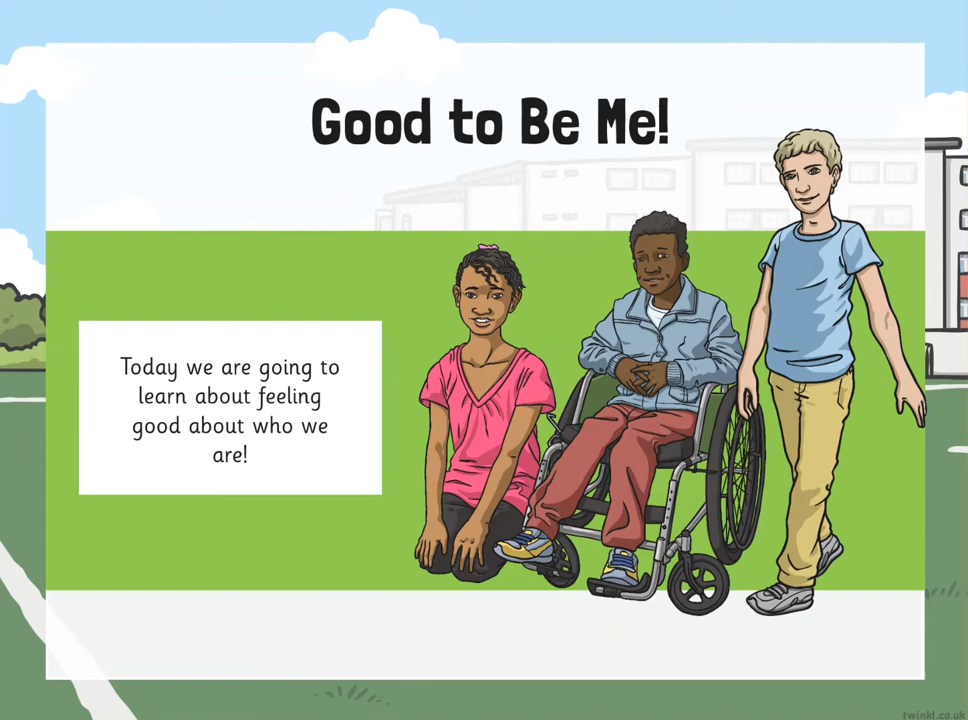 Good to Be Me!
Today we are going to
learn about feeling
good about who we
are!
twinkl.co.uk